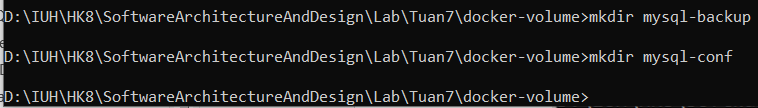 D:\IUH\HK8\SoftwareArchitectureAndDesign\Lab\Tuan7\docker-volume>mkdir mysql-backup
D:\IUH\HK8\SoftwareArchitectureAndDesign\Lab\Tuan7\docker-volume>mkdir mysql-conf
D:\IUH\HK8\SoftwareArchitectureAndDesign\Lab\Tuan7\docker-volume>